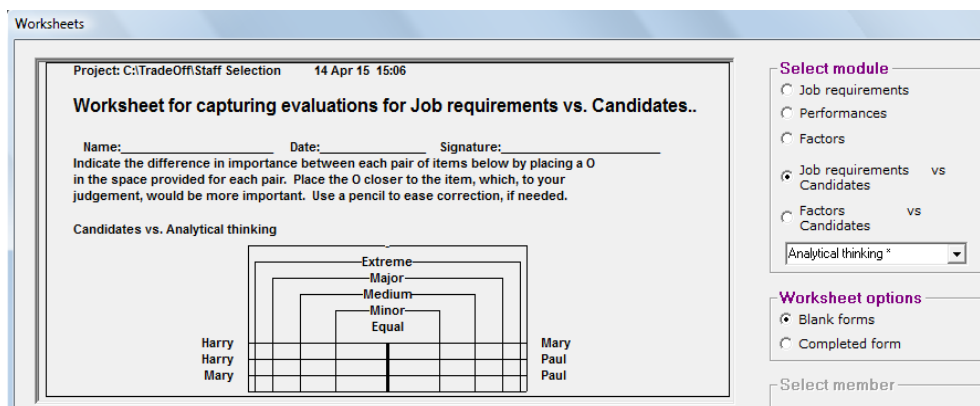 Worksheets
Project: C:\TradeOff\Staff Selection 14 Apr 15 15:06
Worksheet for capturing evaluations for Job requirements vs. Candidates..
Name:____________________ Date:______________ Signature:_____________________
Indicate the difference in importance between each pair of items below by placing a O
in the space provided for each pair. Place the O closer to the item, which, to your
judgement, would be more important. Use a pencil to ease correction, if needed.
Candidates vs. Analytical thinking
Extreme
Major
Medium
Minor
Equal
Harry Mary
Harry Paul
Mary Paul
Select module
Job requirements
Performances
Factors
Job requirements vs
Candidates
Factors vs
Candidates
Analytical thinking *
Worksheet options
Blank forms
Completed form
Select member